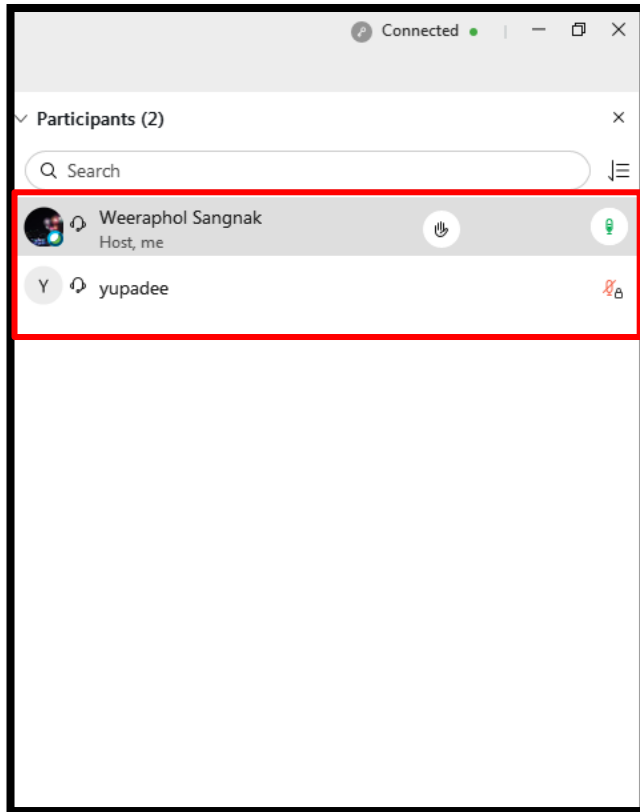 Connected
Participants (2)
Search
Weeraphol Sangnak
Host, me
Y yupadee